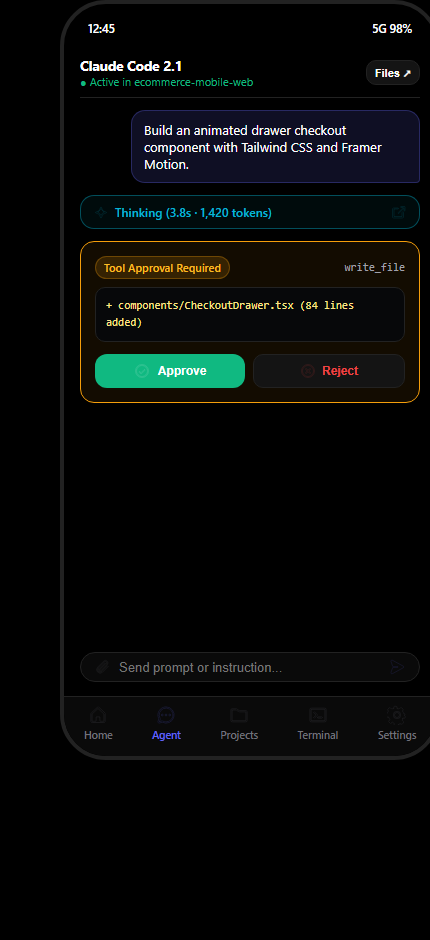 12:45
5G 98%
Claude Code 2.1
● Active in ecommerce-mobile-web
Files ↗
Build an animated drawer checkout
component with Tailwind CSS and Framer
Motion.
Thinking (3.8s · 1,420 tokens)
Tool Approval Required
write_file
+ components/CheckoutDrawer.tsx (84 lines
added)
Approve
Reject
Send prompt or instruction...
Home
Agent
Projects
Terminal
Settings